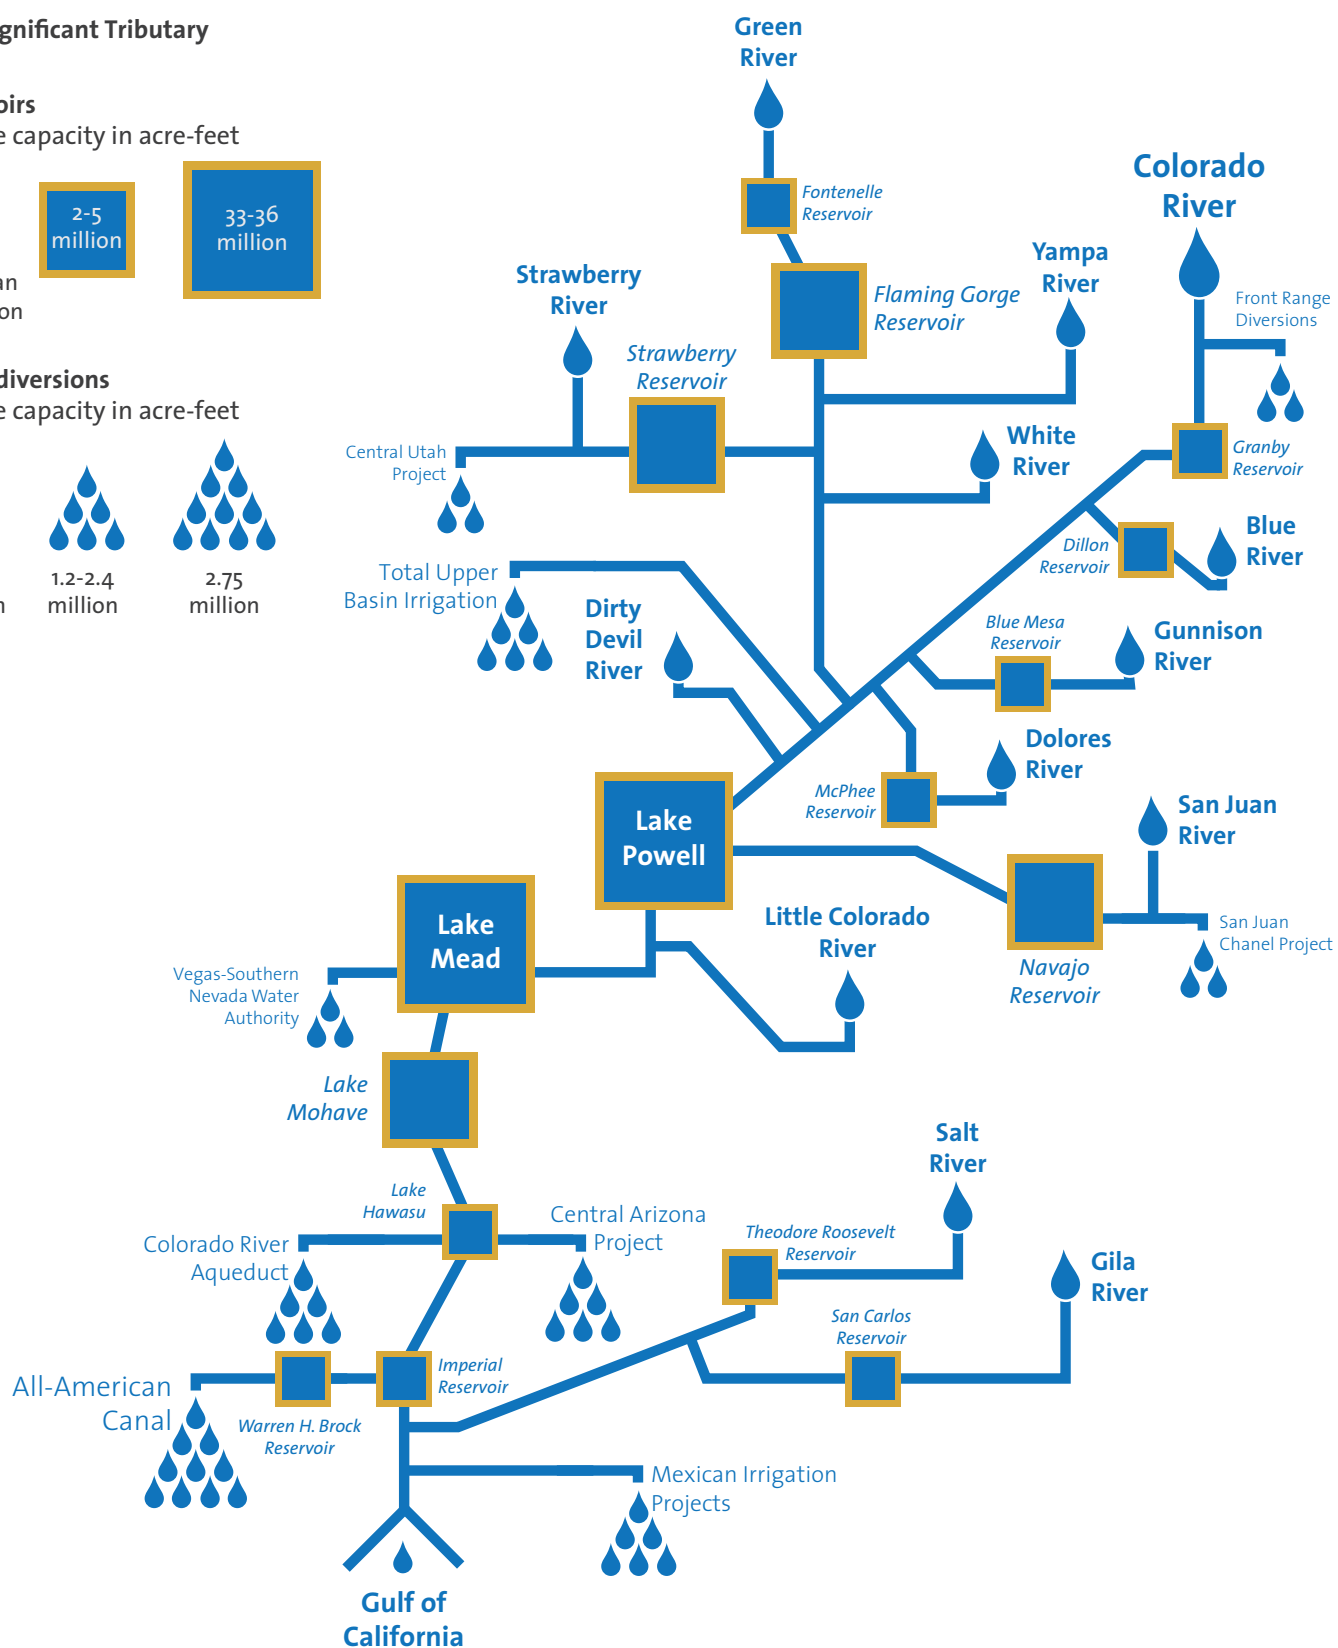 gnificant Tributary
oirs
e capacity in acre-feet
2-5
million
33-36
million
an
on
diversions
e capacity in acre-feet
1.2-2.4
million
2.75
million
n
Green
River
Fontenelle
Reservoir
Colorado
River
Yampa
River
Front Range
Diversions
Strawberry
River
Flaming Gorge
Reservoir
Strawberry
Reservoir
Central Utah
Project
White
River
Granby
Reservoir
Dillon
Reservoir
Blue
River
Total Upper
Basin Irrigation
Dirty
Devil
River
Blue Mesa
Reservoir
Gunnison
River
Dolores
River
McPhee
Reservoir
San Juan
River
Lake
Powell
Lake
Mead
Little Colorado
River
San Juan
Chanel Project
Navajo
Reservoir
Vegas-Southern
Nevada Water
Authority
Lake
Mohave
Salt
River
Lake
Hawasu
Central Arizona
Project
Colorado River
Aqueduct
Theodore Roosevelt
Reservoir
Gila
River
San Carlos
Reservoir
Imperial
Reservoir
All-American
Canal
Warren H. Brock
Reservoir
Mexican Irrigation
Projects
Gulf of
California